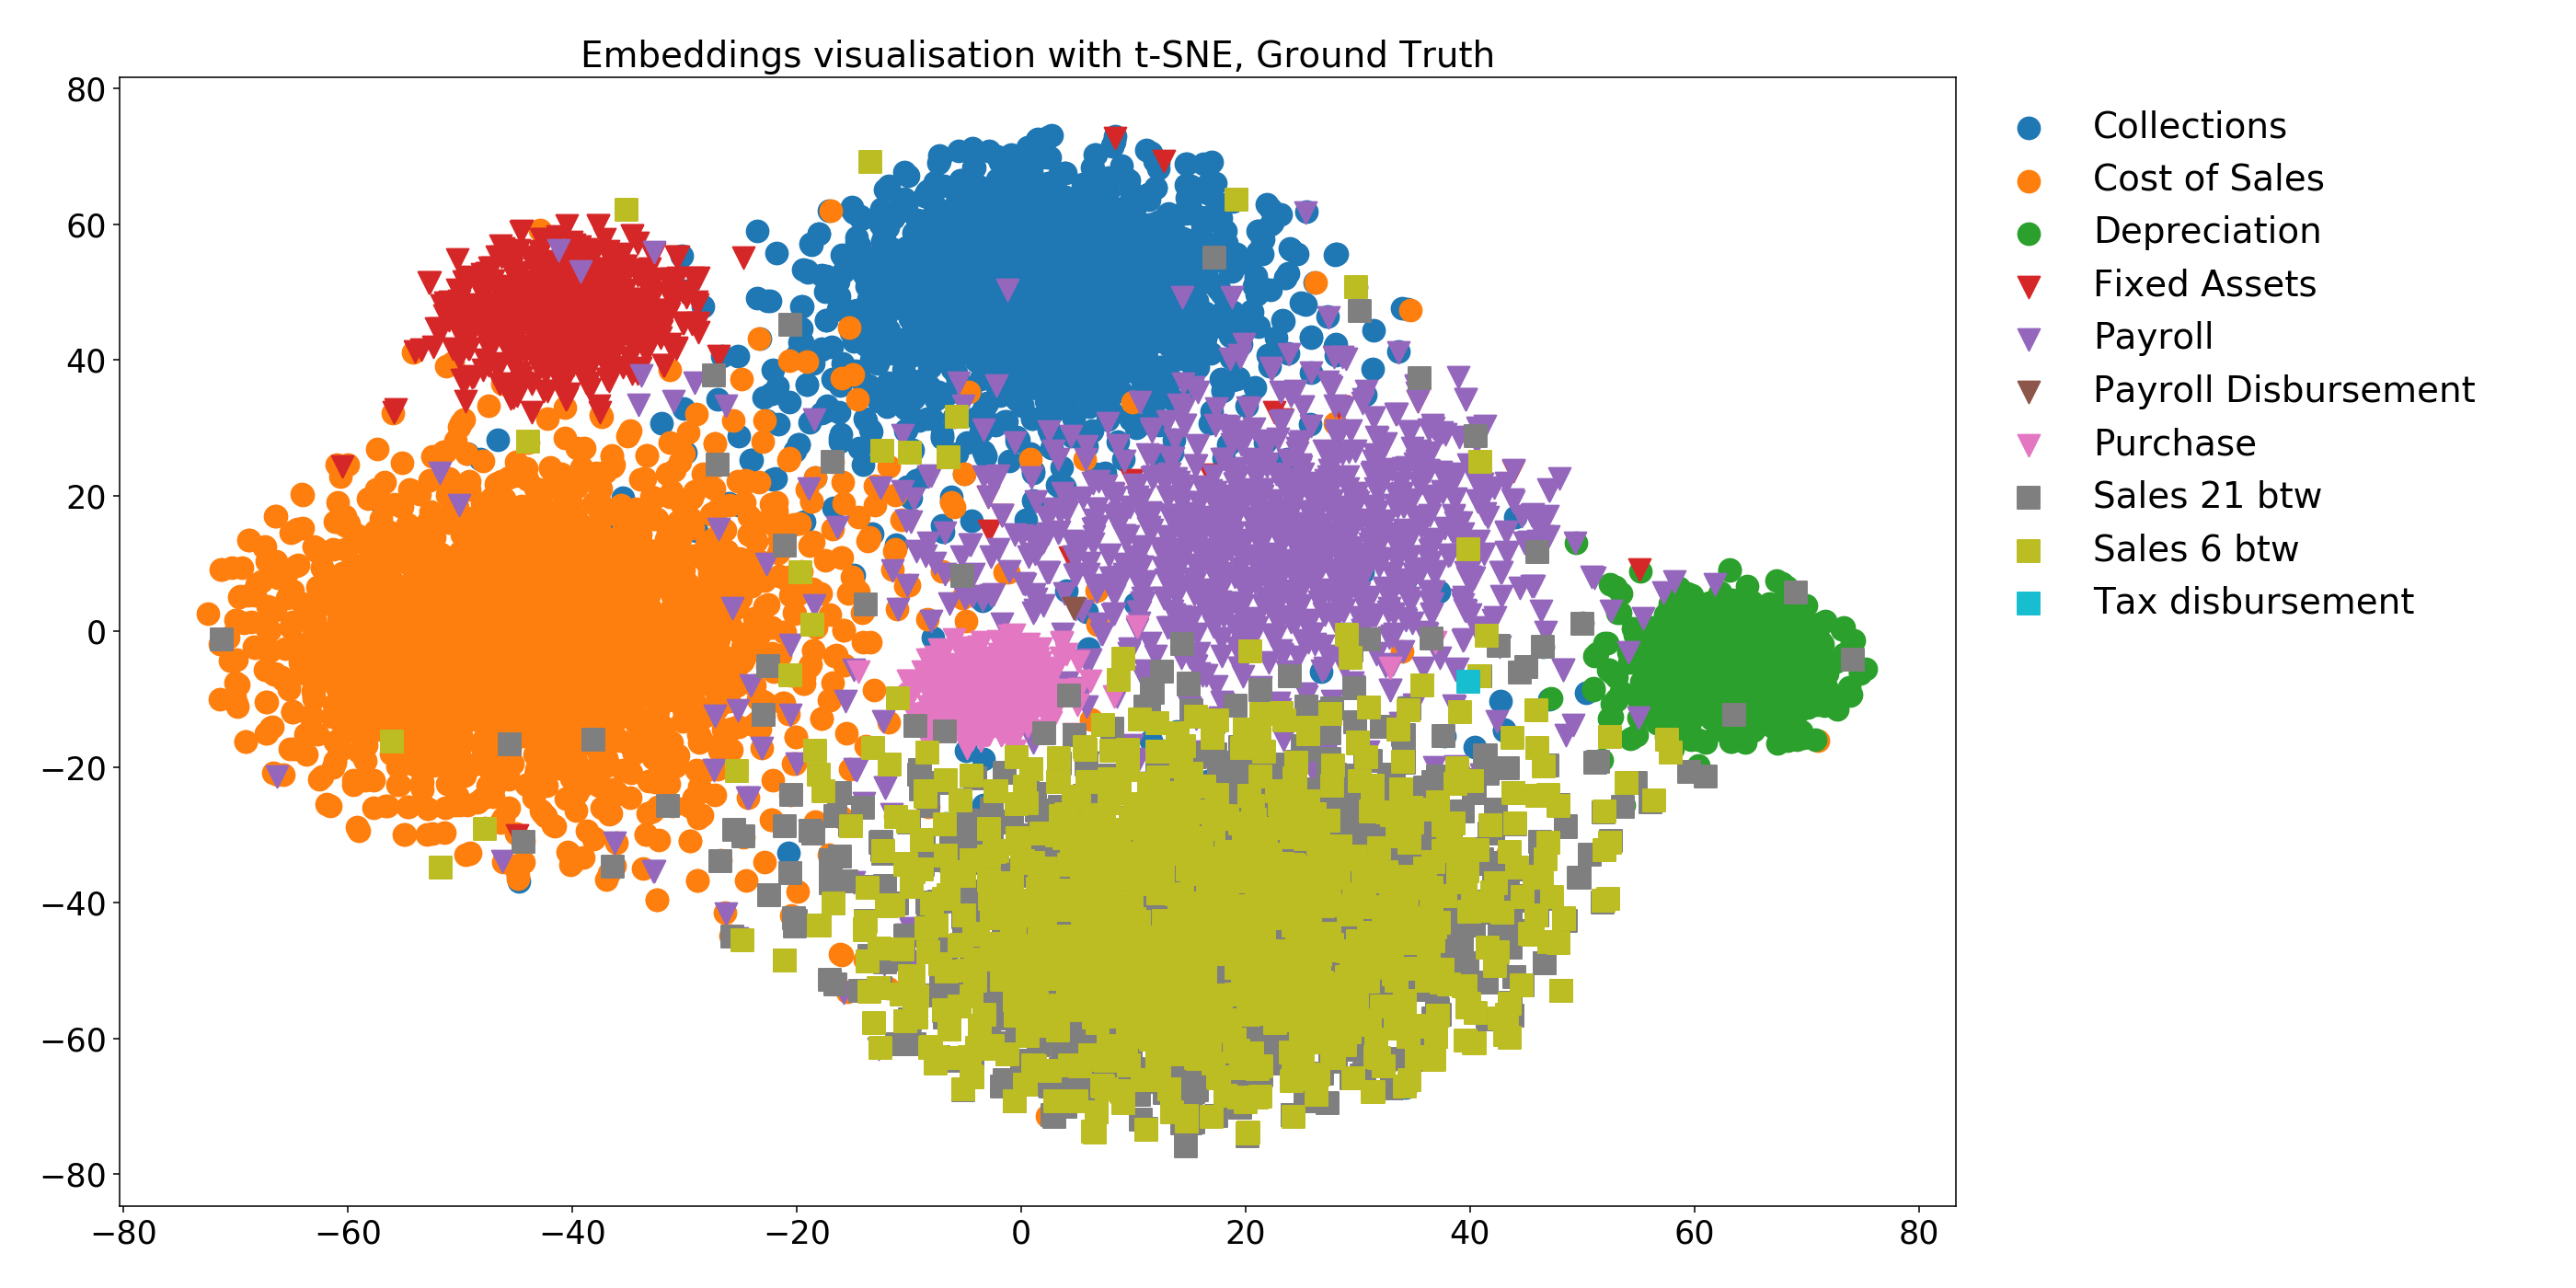 Embeddings visualisation with t-SNE, Ground Truth
80
60
40
20
0
−20
−40
−60
−80
−80 −60 −40 −20 0 20 40 60 80
Collections
Cost of Sales
Depreciation
Fixed Assets
Payroll
Payroll Disbursement
Purchase
Sales 21 btw
Sales 6 btw
Tax disbursement